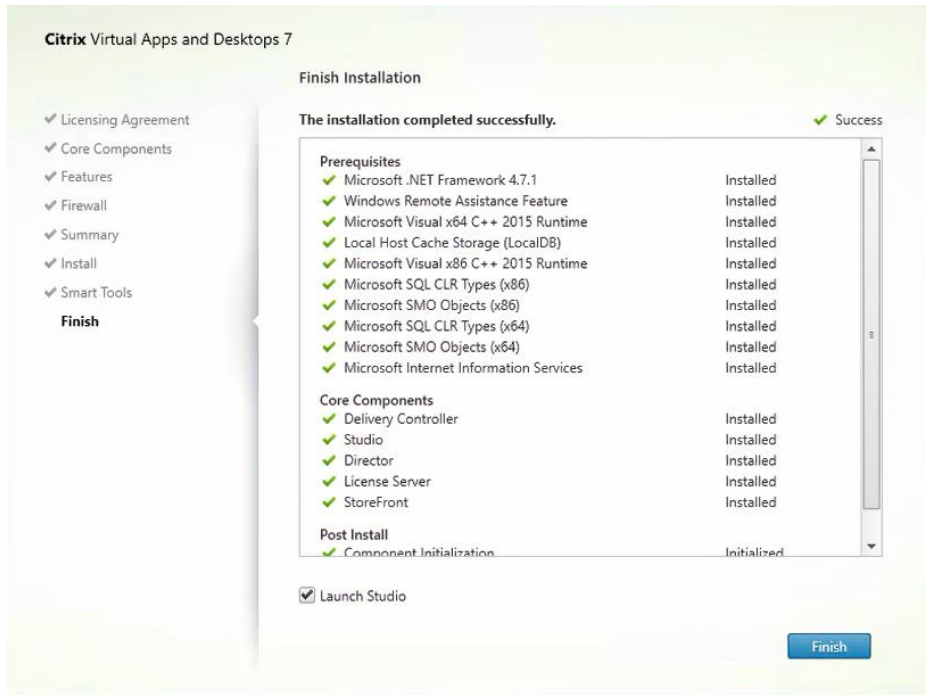 Citrix Virtual Apps and Desktops 7
Finish Installation
Licensing Agreement
Core Components
Features
Firewall
Summary
Install
Smart Tools
Finish
The installation completed successfully. Success
Prerequisites
Microsoft .NET Framework 4.7.1 Installed
Windows Remote Assistance Feature Installed
Microsoft Visual x64 C++ 2015 Runtime Installed
Local Host Cache Storage (LocalDB) Installed
Microsoft Visual x86 C++ 2015 Runtime Installed
Microsoft SQL CLR Types (x86) Installed
Microsoft SMO Objects (x86) Installed
Microsoft SQL CLR Types (x64) Installed
Microsoft SMO Objects (x64) Installed
Microsoft Internet Information Services Installed
Core Components
Delivery Controller Installed
Studio Installed
Director Installed
License Server Installed
StoreFront Installed
Post Install
Component Initialization Initialized
Launch Studio
Finish